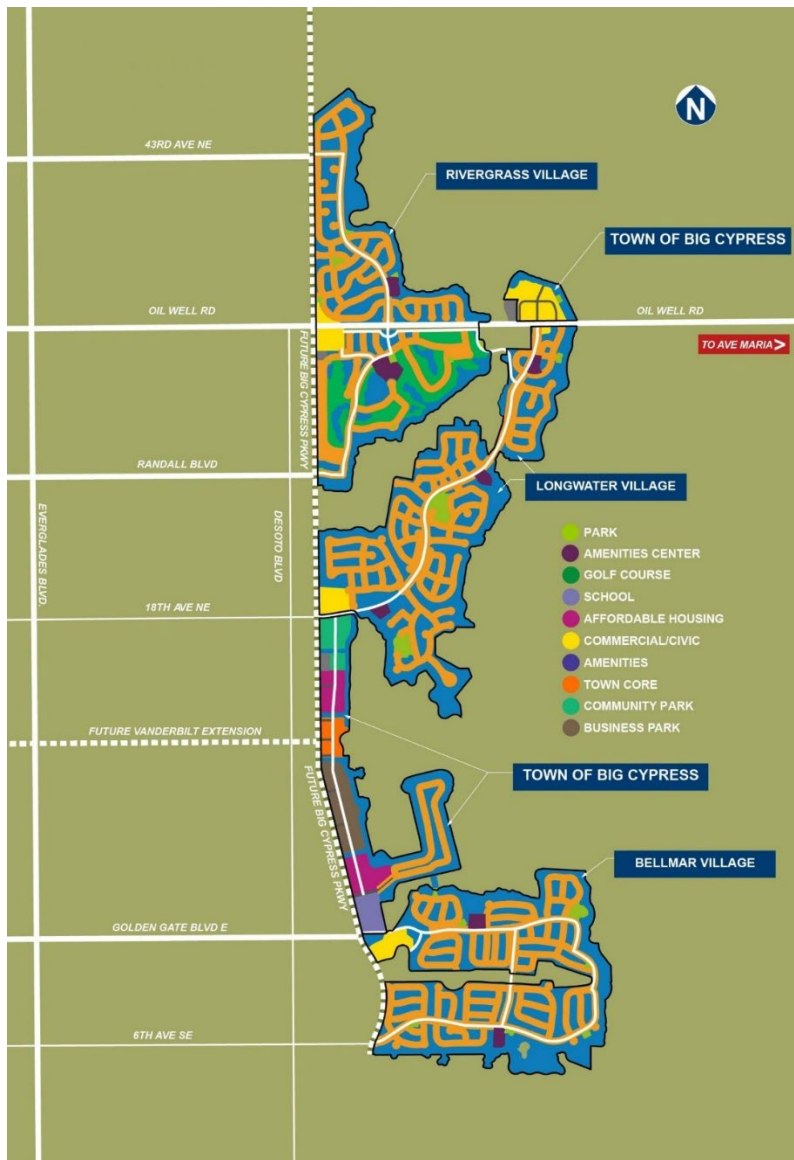 N
43RD AVE NE
RIVERGRASS VILLAGE
TOWN OF BIG CYPRESS
OIL WELL RD
OIL WELL RD
TO AVE MARIA >
FUTURE BIG CYPRESS PKWY
RANDALL BLVD
LONGWATER VILLAGE
EVERGLADES BLVD.
DESOTO BLVD
PARK
AMENITIES CENTER
GOLF COURSE
SCHOOL
AFFORDABLE HOUSING
COMMERCIAL/CIVIC
AMENITIES
TOWN CORE
COMMUNITY PARK
BUSINESS PARK
18TH AVE NE
FUTURE VANDERBILT EXTENSION
TOWN OF BIG CYPRESS
FUTURE BIG CYPRESS PKWY
BELLMAR VILLAGE
GOLDEN GATE BLVD E
6TH AVE SE